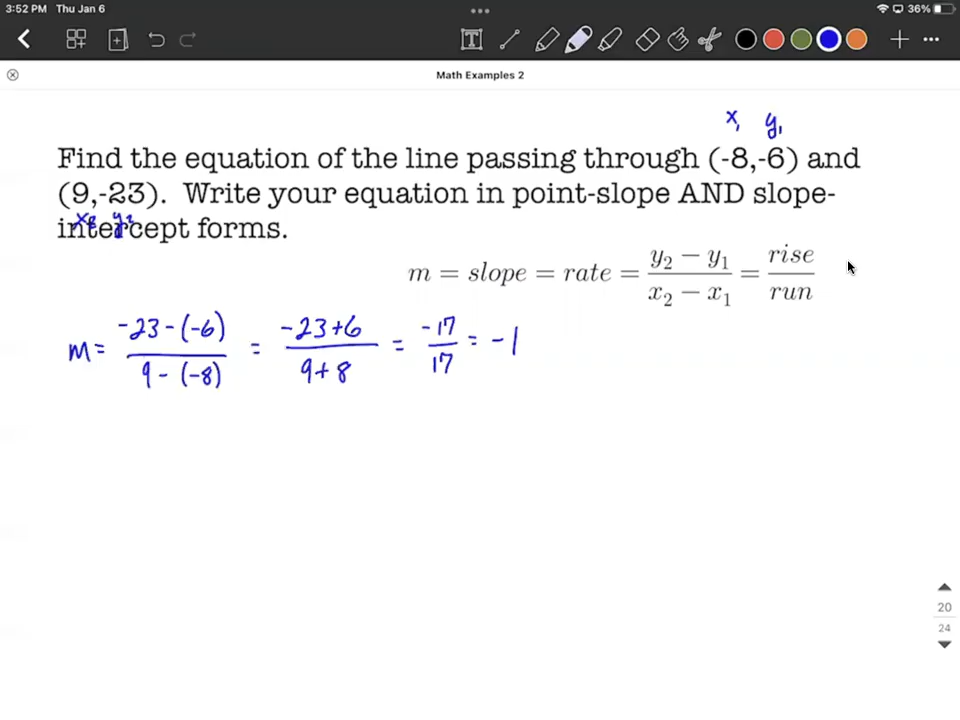 3:52 PM Thu Jan 6
36%
Math Examples 2
x₁ y₁
Find the equation of the line passing through (-8,-6) and
(9,-23). Write your equation in point-slope AND slope-
x₂ y₂
intercept forms.
m = slope = rate = (y₂ − y₁)/(x₂ − x₁) = rise/run
m = (-23-(-6))/(9-(-8)) = (-23+6)/(9+8) = -17/17 = -1
20
24